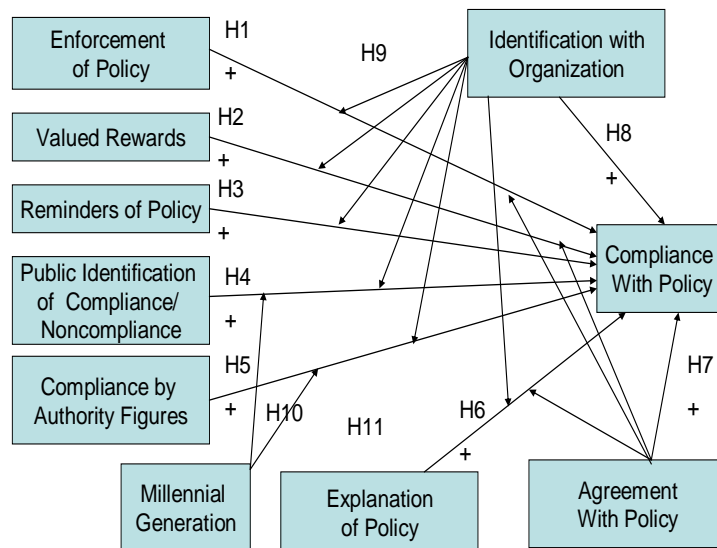 Enforcement
of Policy
H1
+
H9
Identification with
Organization
Valued Rewards
H2
+
H8
+
Reminders of Policy
H3
+
Public Identification
of Compliance/
Noncompliance
H4
+
Compliance
With Policy
Compliance by
Authority Figures
H5
+
H10
H11
H6
+
H7
+
Millennial
Generation
Explanation
of Policy
Agreement
With Policy